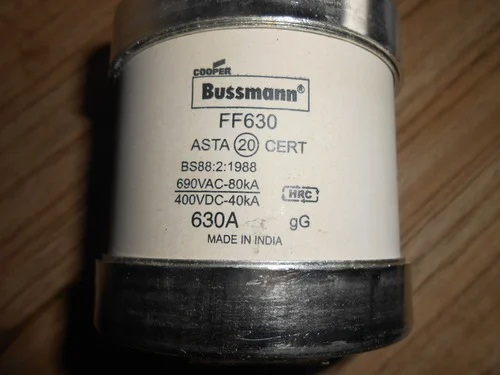 COOPER
Bussmann®
FF630
ASTA 20 CERT
BS88:2:1988
690VAC-80kA
400VDC-40kA
HRC
630A gG
MADE IN INDIA